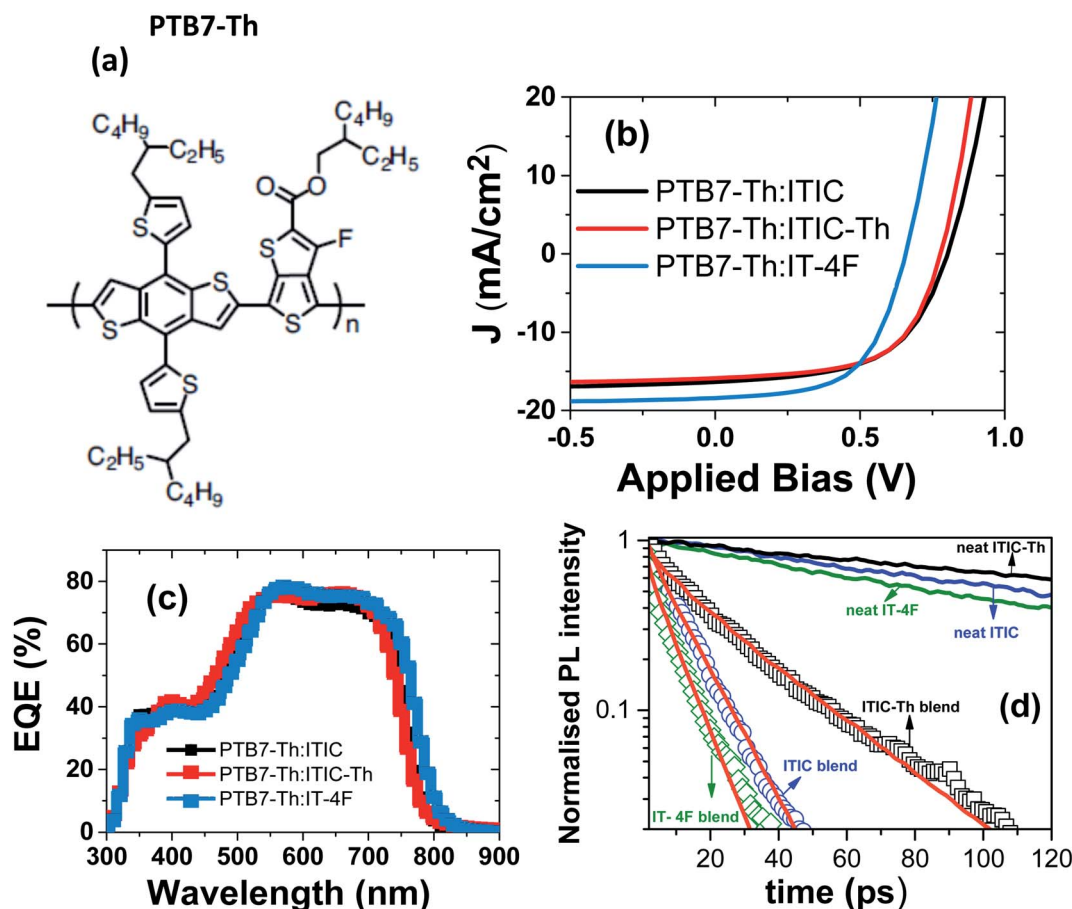 PTB7-Th
(a)
C4H9
C2H5
C4H9
C2H5
O
O
S
S
F
S
S
S
n
S
C2H5
C4H9
(b)
PTB7-Th:ITIC
PTB7-Th:ITIC-Th
PTB7-Th:IT-4F
J (mA/cm²)
20
10
0
-10
-20
-0.5 0.0 0.5 1.0
Applied Bias (V)
(c)
EQE (%)
80
60
40
20
0
PTB7-Th:ITIC
PTB7-Th:ITIC-Th
PTB7-Th:IT-4F
300 400 500 600 700 800 900
Wavelength (nm)
Normalised PL intensity
1
0.1
neat ITIC-Th
neat IT-4F
neat ITIC
ITIC-Th blend
(d)
ITIC blend
IT- 4F blend
20 40 60 80 100 120
time (ps)